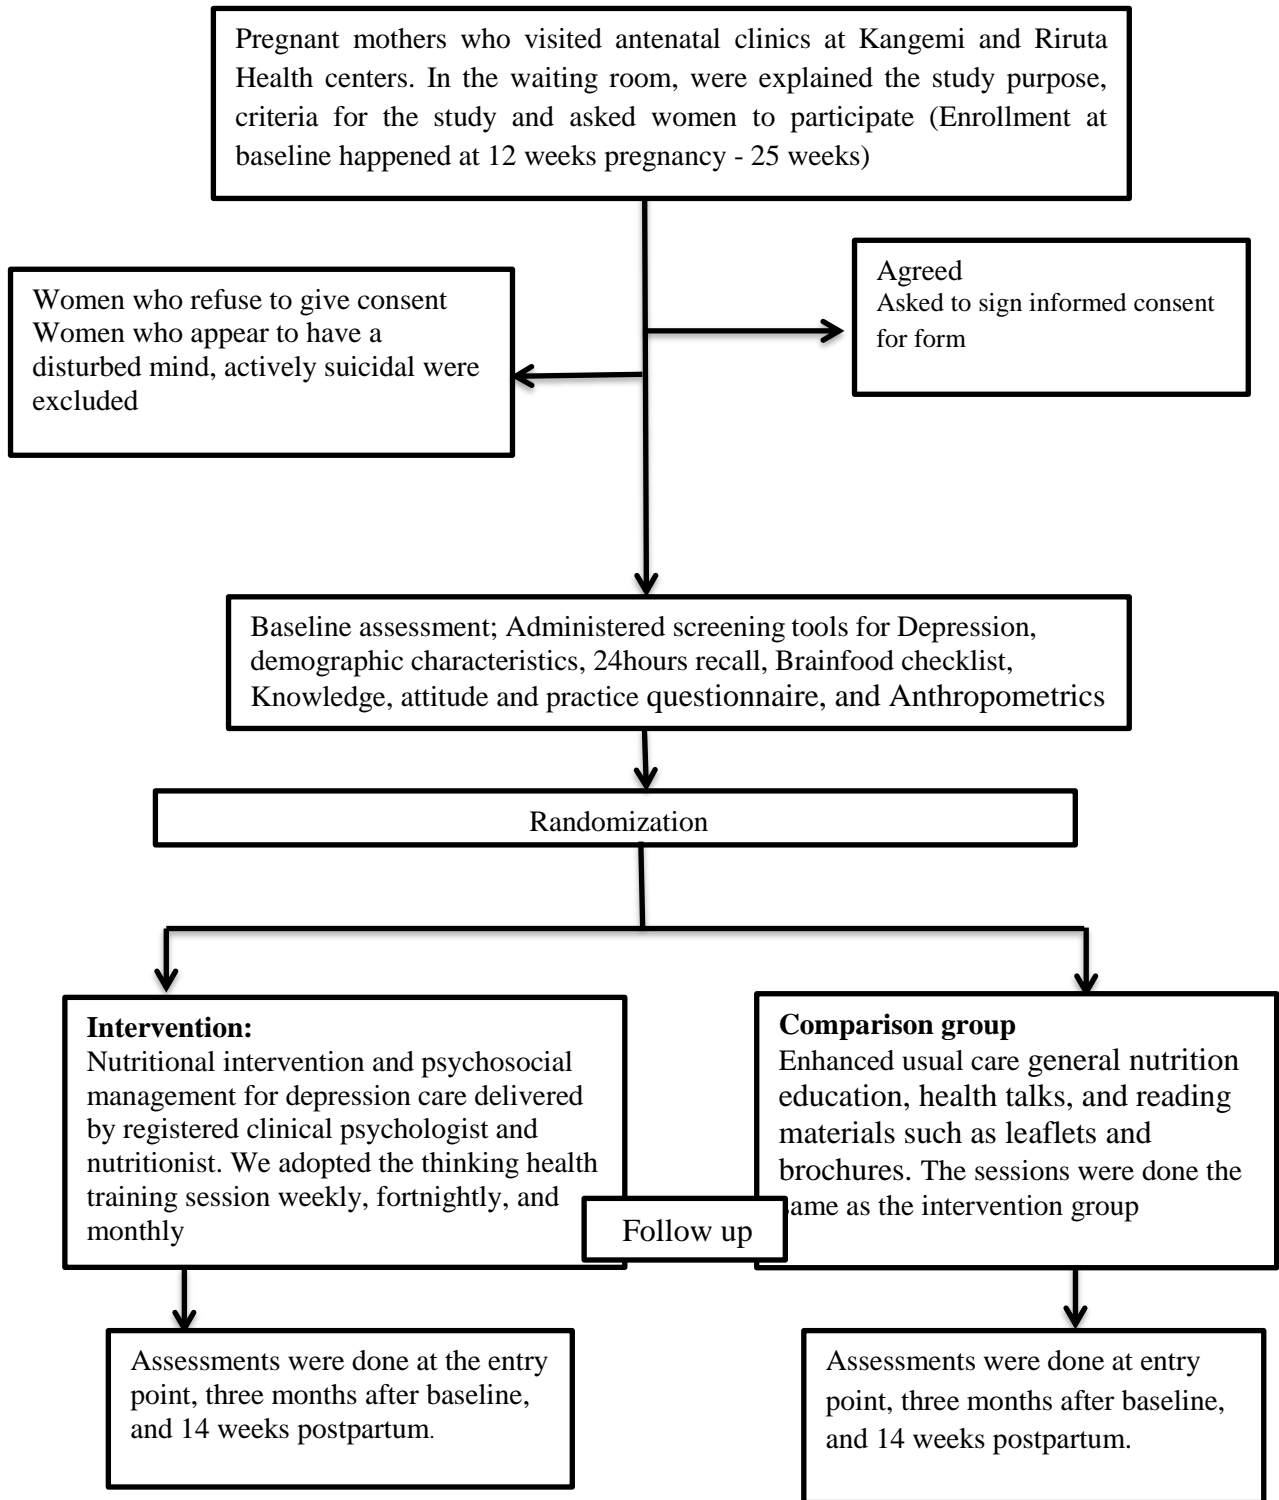 Pregnant mothers who visited antenatal clinics at Kangemi and Riruta
Health centers. In the waiting room, were explained the study purpose,
criteria for the study and asked women to participate (Enrollment at
baseline happened at 12 weeks pregnancy - 25 weeks)
Women who refuse to give consent
Women who appear to have a
disturbed mind, actively suicidal were
excluded
Agreed
Asked to sign informed consent
for form
Baseline assessment; Administered screening tools for Depression,
demographic characteristics, 24hours recall, Brainfood checklist,
Knowledge, attitude and practice questionnaire, and Anthropometrics
Randomization
Intervention:
Nutritional intervention and psychosocial
management for depression care delivered
by registered clinical psychologist and
nutritionist. We adopted the thinking health
training session weekly, fortnightly, and
monthly
Comparison group
Enhanced usual care general nutrition
education, health talks, and reading
materials such as leaflets and
brochures. The sessions were done the
same as the intervention group
Follow up
Assessments were done at the entry
point, three months after baseline,
and 14 weeks postpartum.
Assessments were done at entry
point, three months after baseline,
and 14 weeks postpartum.